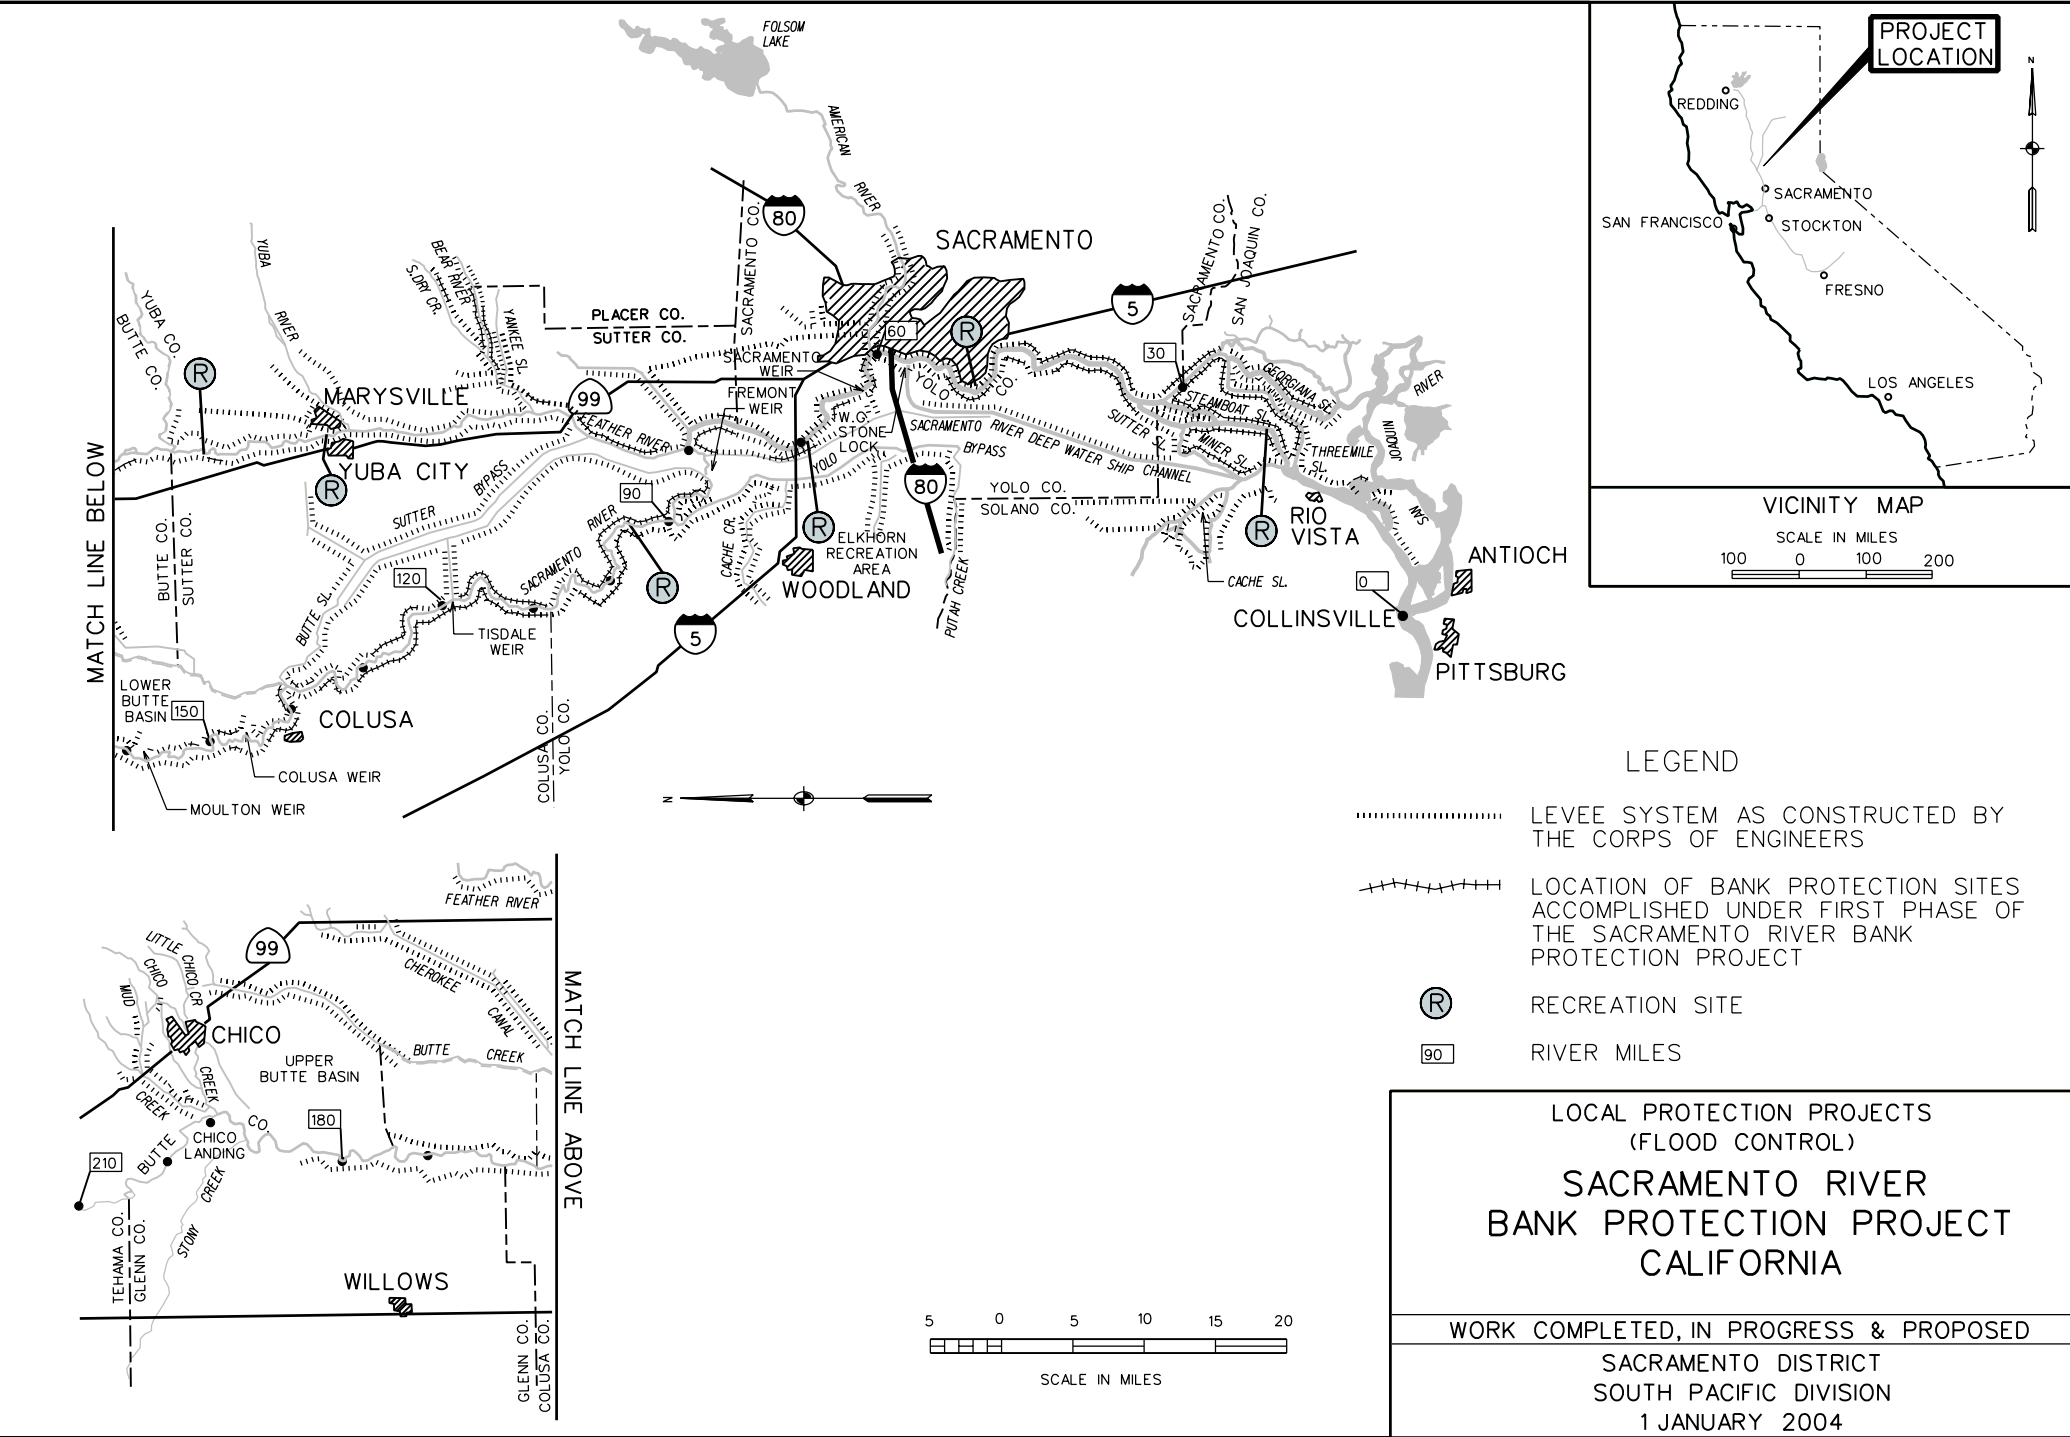 FOLSOM
LAKE
AMERICAN
RIVER
80
SACRAMENTO
SACRAMENTO CO.
PLACER CO.
SUTTER CO.
YUBA
RIVER
BEAR RIVER
S.DRY CR.
YANKEE SL.
YUBA CO.
BUTTE CO.
R
MARYSVILLE
YUBA CITY
R
99
FEATHER RIVER
SACRAMENTO
WEIR
FREMONT
WEIR
60
R
5
SACRAMENTO CO.
SAN JOAQUIN CO.
30
GEORGIANA SL.
STEAMBOAT SL.
SUTTER SL.
MINER SL.
THREEMILE
SL.
SAN
JOAQUIN
RIVER
YOLO
CO.
W.G.
STONE
LOCK
SACRAMENTO RIVER DEEP WATER SHIP CHANNEL
YOLO
BYPASS
80
YOLO CO.
SOLANO CO.
PUTAH CREEK
R
RIO
VISTA
CACHE SL.
ANTIOCH
0
COLLINSVILLE
PITTSBURG
MATCH LINE BELOW
BUTTE CO.
SUTTER CO.
SUTTER
BYPASS
BUTTE SL.
90
SACRAMENTO
RIVER
R
120
TISDALE
WEIR
CACHE CR.
R
ELKHORN
RECREATION
AREA
WOODLAND
5
LOWER
BUTTE
BASIN
150
COLUSA
COLUSA WEIR
MOULTON WEIR
COLUSA CO.
YOLO CO.
N
PROJECT
LOCATION
N
REDDING
SACRAMENTO
SAN FRANCISCO
STOCKTON
FRESNO
LOS ANGELES
VICINITY MAP
SCALE IN MILES
100 0 100 200
FEATHER RIVER
99
LITTLE
CHICO CR
CHICO
MUD
CHICO
CHEROKEE
CANAL
BUTTE CREEK
UPPER
BUTTE BASIN
CREEK
CREEK
BUTTE
CO.
CHICO
LANDING
180
210
STONY
CREEK
TEHAMA CO.
GLENN CO.
WILLOWS
GLENN CO.
COLUSA CO.
MATCH LINE ABOVE
5 0 5 10 15 20
SCALE IN MILES
LEGEND
LEVEE SYSTEM AS CONSTRUCTED BY
THE CORPS OF ENGINEERS
LOCATION OF BANK PROTECTION SITES
ACCOMPLISHED UNDER FIRST PHASE OF
THE SACRAMENTO RIVER BANK
PROTECTION PROJECT
R
RECREATION SITE
90
RIVER MILES
LOCAL PROTECTION PROJECTS
(FLOOD CONTROL)
SACRAMENTO RIVER
BANK PROTECTION PROJECT
CALIFORNIA
WORK COMPLETED, IN PROGRESS & PROPOSED
SACRAMENTO DISTRICT
SOUTH PACIFIC DIVISION
1 JANUARY 2004